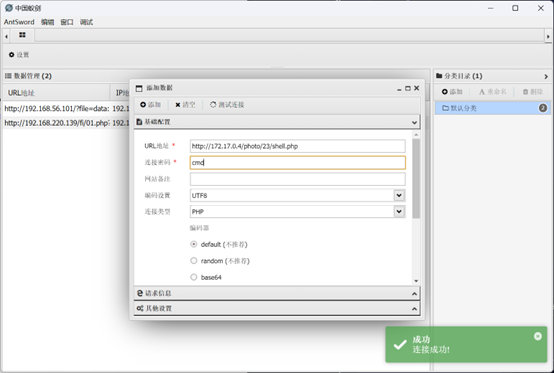 中国蚁剑
AntSword 编辑 窗口 调试
设置
数据管理 (2)
URL地址 IP地
http://192.168.56.101/?file=data: 192.1
http://192.168.220.139/fi/01.php? 192.1
分类目录 (1)
添加 重命名 删除
默认分类 2
添加数据
添加 清空 测试连接
基础配置
URL地址 * http://172.17.0.4/photo/23/shell.php
连接密码 * cmd
网站备注
编码设置 UTF8
连接类型 PHP
编码器
default (不推荐)
random (不推荐)
base64
请求信息
其他设置
成功
连接成功!